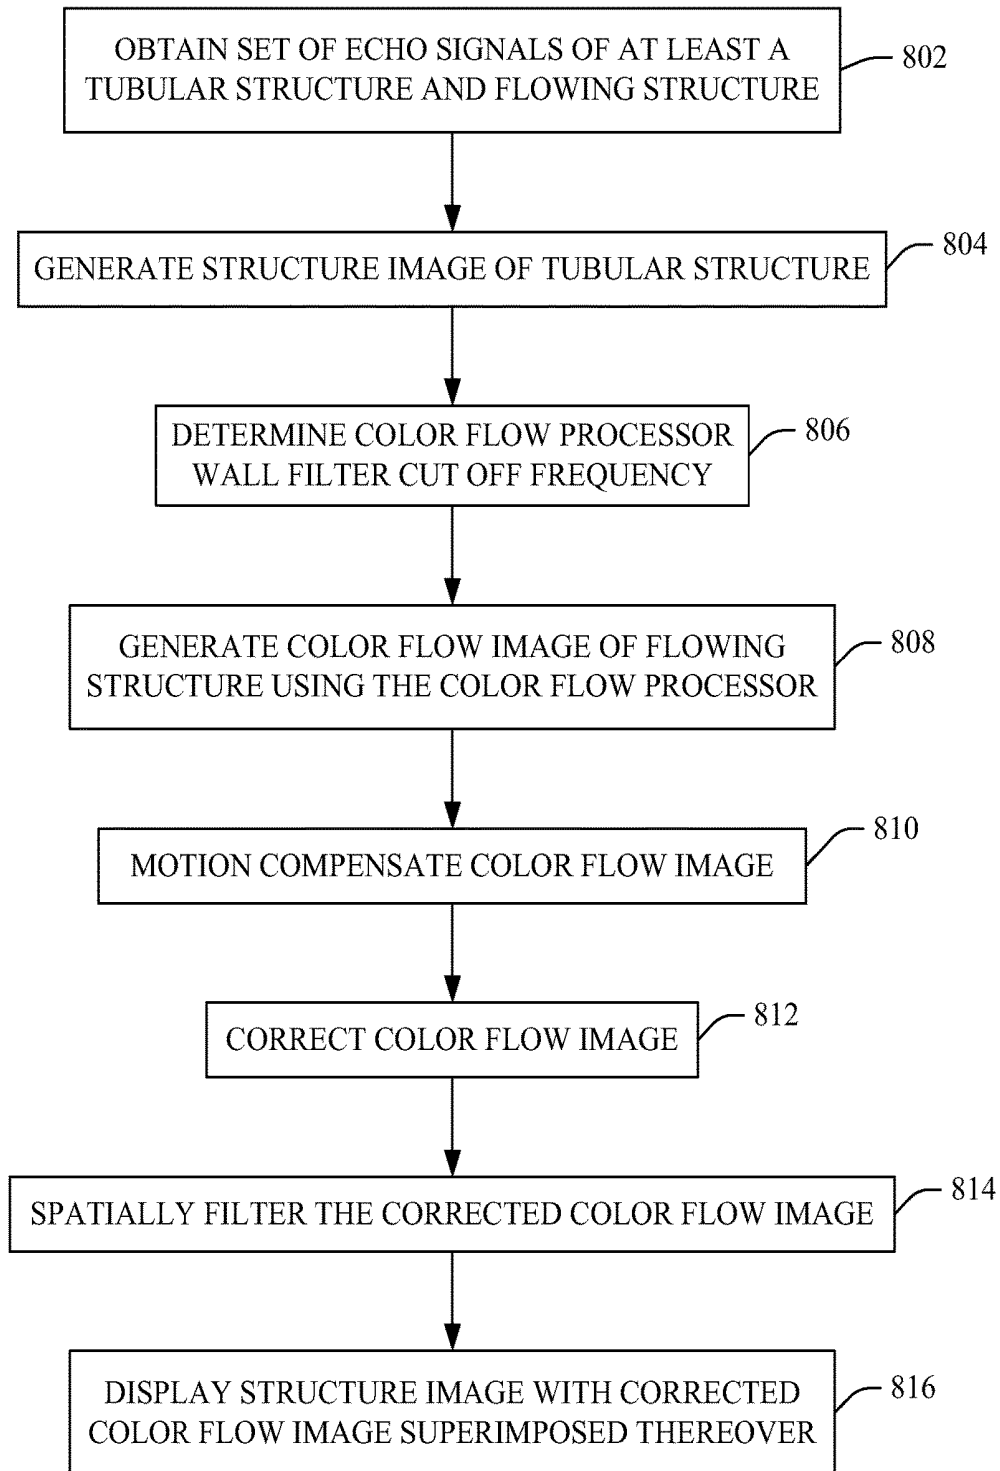 OBTAIN SET OF ECHO SIGNALS OF AT LEAST A
TUBULAR STRUCTURE AND FLOWING STRUCTURE
802
GENERATE STRUCTURE IMAGE OF TUBULAR STRUCTURE
804
DETERMINE COLOR FLOW PROCESSOR
WALL FILTER CUT OFF FREQUENCY
806
GENERATE COLOR FLOW IMAGE OF FLOWING
STRUCTURE USING THE COLOR FLOW PROCESSOR
808
MOTION COMPENSATE COLOR FLOW IMAGE
810
CORRECT COLOR FLOW IMAGE
812
SPATIALLY FILTER THE CORRECTED COLOR FLOW IMAGE
814
DISPLAY STRUCTURE IMAGE WITH CORRECTED
COLOR FLOW IMAGE SUPERIMPOSED THEREOVER
816